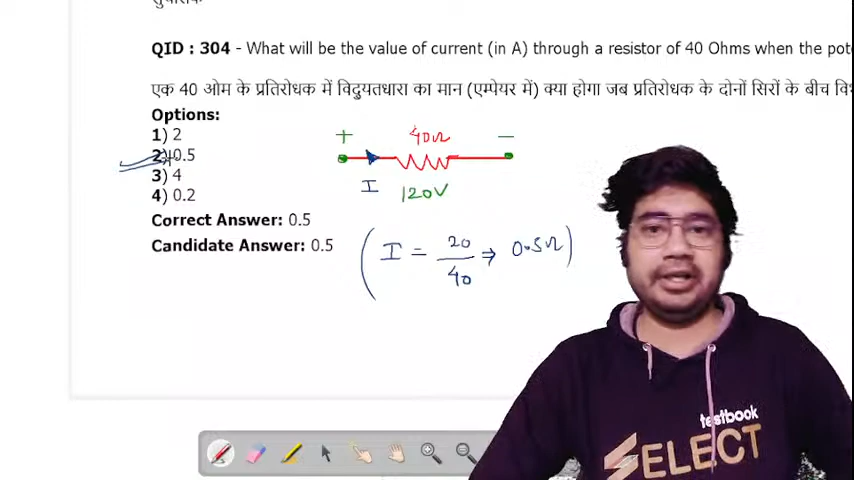 QID : 304 - What will be the value of current (in A) through a resistor of 40 Ohms when the
एक 40 ओम के प्रतिरोधक में विद्युतधारा का मान (एम्पेयर में) क्या होगा जब प्रतिरोधक के दोनों सिरों के बीच
Options:
1) 2
2) 0.5
3) 4
4) 0.2
+ 40Ω -
I 120V
Correct Answer: 0.5
Candidate Answer: 0.5
(I = 20/40 ⇒ 0.5Ω)
testbook
SELECT